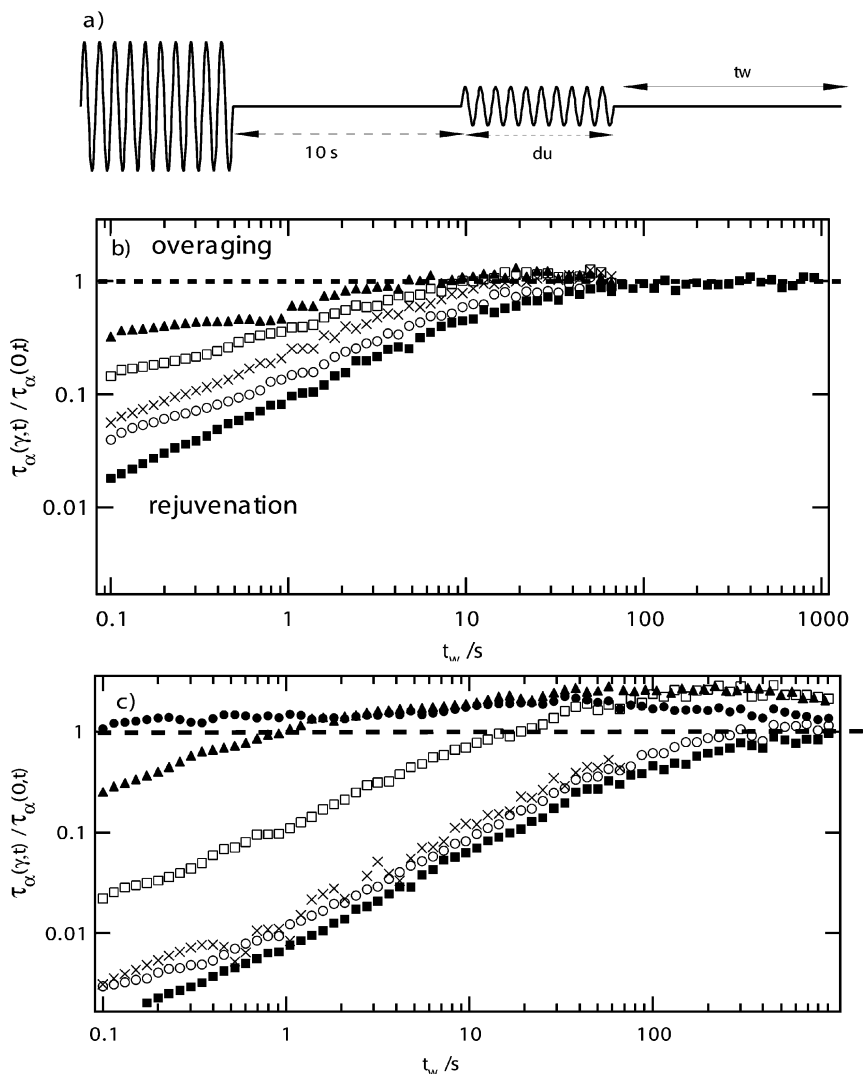 a)
tw
10 s
du
b) overaging
1
0.1
0.01
τα(γ,t) / τα(0,t)
rejuvenation
0.1 1 10 100 1000
tw /s
c)
1
0.1
0.01
τα(γ,t) / τα(0,t)
0.1 1 10 100
tw /s